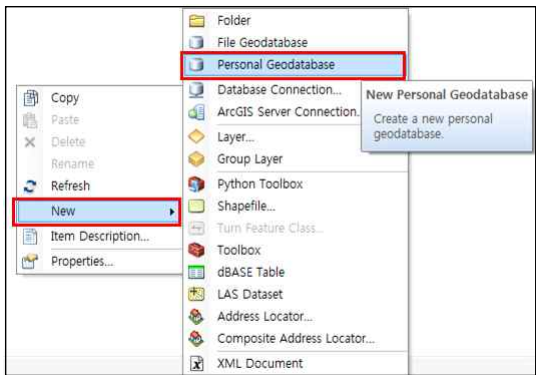 Copy
Paste
Delete
Rename
Refresh
New
Item Description...
Properties...
Folder
File Geodatabase
Personal Geodatabase
Database Connection...
ArcGIS Server Connection.
Layer...
Group Layer
Python Toolbox
Shapefile...
Turn Feature Class...
Toolbox
dBASE Table
LAS Dataset
Address Locator...
Composite Address Locator...
XML Document
New Personal Geodatabase
Create a new personal
geodatabase.